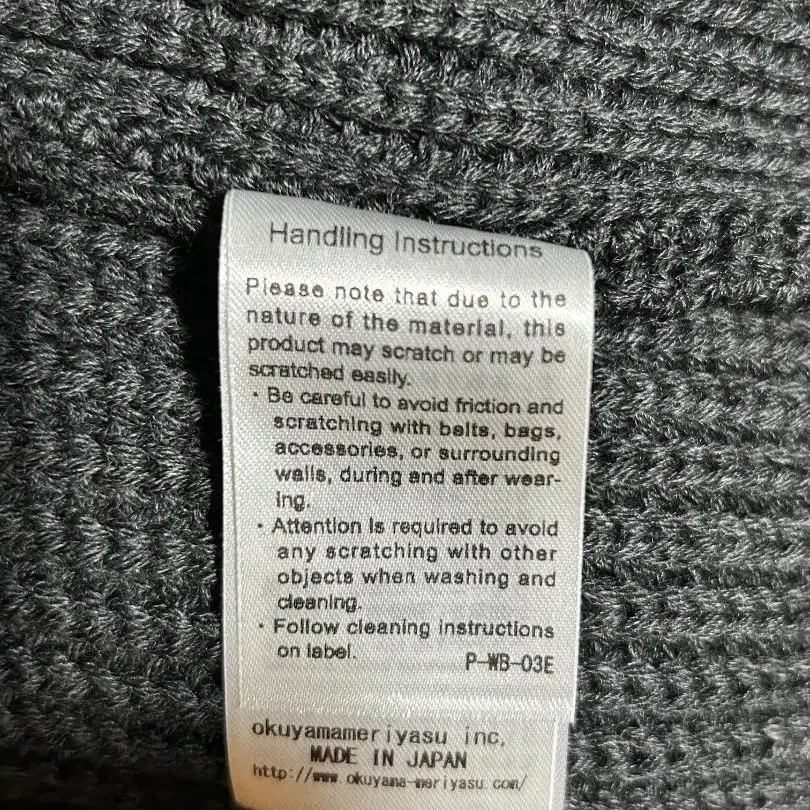 Handling Instructions
Please note that due to the
nature of the material, this
product may scratch or may be
scratched easily.
・Be careful to avoid friction and
scratching with belts, bags,
accessories, or surrounding
walls, during and after wear-
ing.
・Attention is required to avoid
any scratching with other
objects when washing and
cleaning.
・Follow cleaning instructions
on label.
P-WB-03E
okuyamameriyasu inc.
MADE IN JAPAN
http://www.okuyama-meriyasu.com/